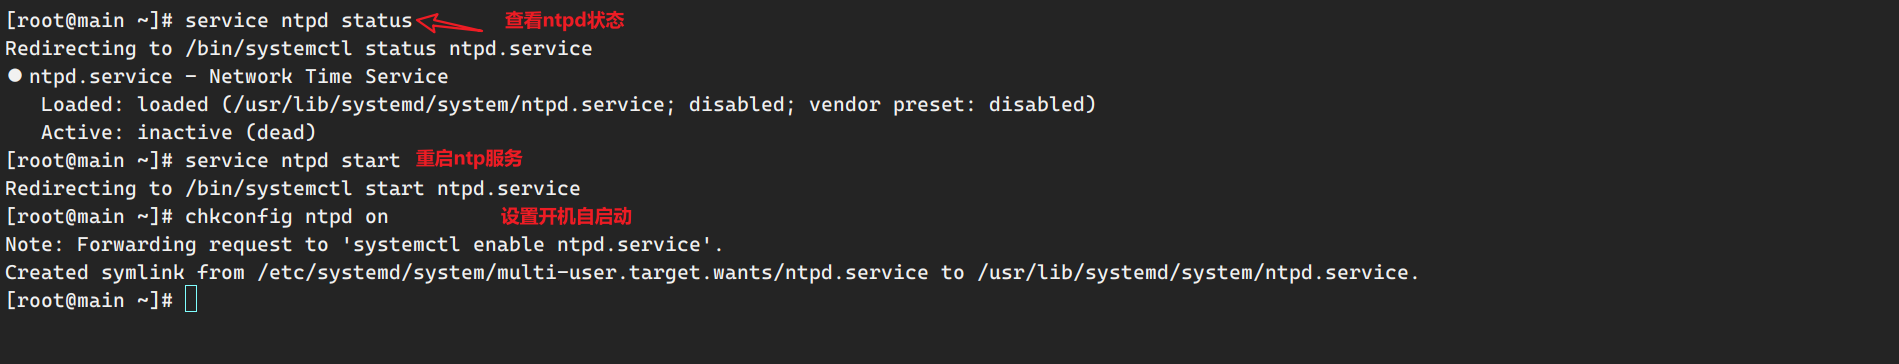 [root@main ~]# service ntpd status 查看ntpd状态
Redirecting to /bin/systemctl status ntpd.service
● ntpd.service - Network Time Service
   Loaded: loaded (/usr/lib/systemd/system/ntpd.service; disabled; vendor preset: disabled)
   Active: inactive (dead)
[root@main ~]# service ntpd start 重启ntp服务
Redirecting to /bin/systemctl start ntpd.service
[root@main ~]# chkconfig ntpd on 设置开机自启动
Note: Forwarding request to 'systemctl enable ntpd.service'.
Created symlink from /etc/systemd/system/multi-user.target.wants/ntpd.service to /usr/lib/systemd/system/ntpd.service.
[root@main ~]#